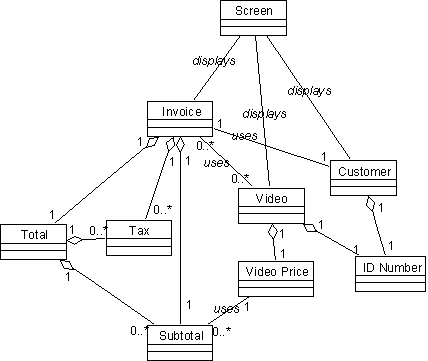 Screen
displays
displays
displays
Invoice
1
1
1
1
uses
0..*
uses
1
0..*
Customer
1
Video
1
1
0..*
Total
1
0..*
Tax
1
1
1
1
Video Price
ID Number
1
1
uses
0..*
0..*
Subtotal